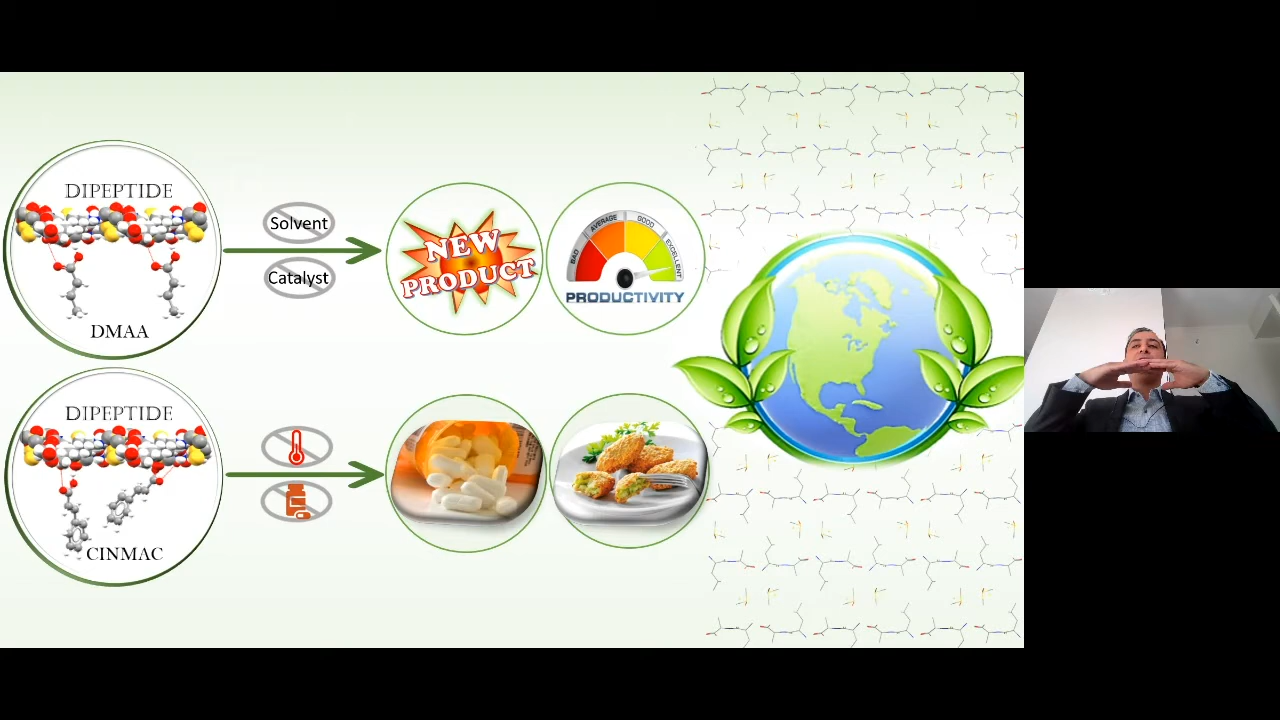 DIPEPTIDE
DMAA
Solvent
Catalyst
NEW
PRODUCT
BAD
AVERAGE
GOOD
EXCELLENT
PRODUCTIVITY
DIPEPTIDE
CINMAC